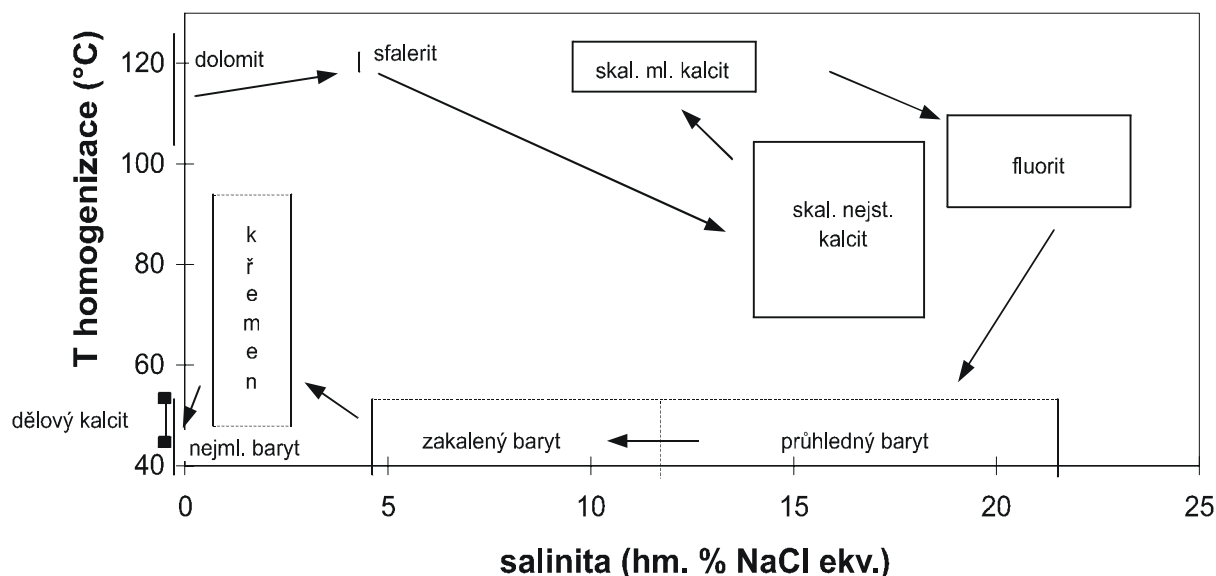 T homogenizace (°C)
120
100
80
60
40
dolomit
sfalerit
skal. ml. kalcit
fluorit
skal. nejst.
kalcit
k
ř
e
m
e
n
dělový kalcit
nejml. baryt
zakalený baryt
průhledný baryt
0
5
10
15
20
25
salinita (hm. % NaCl ekv.)